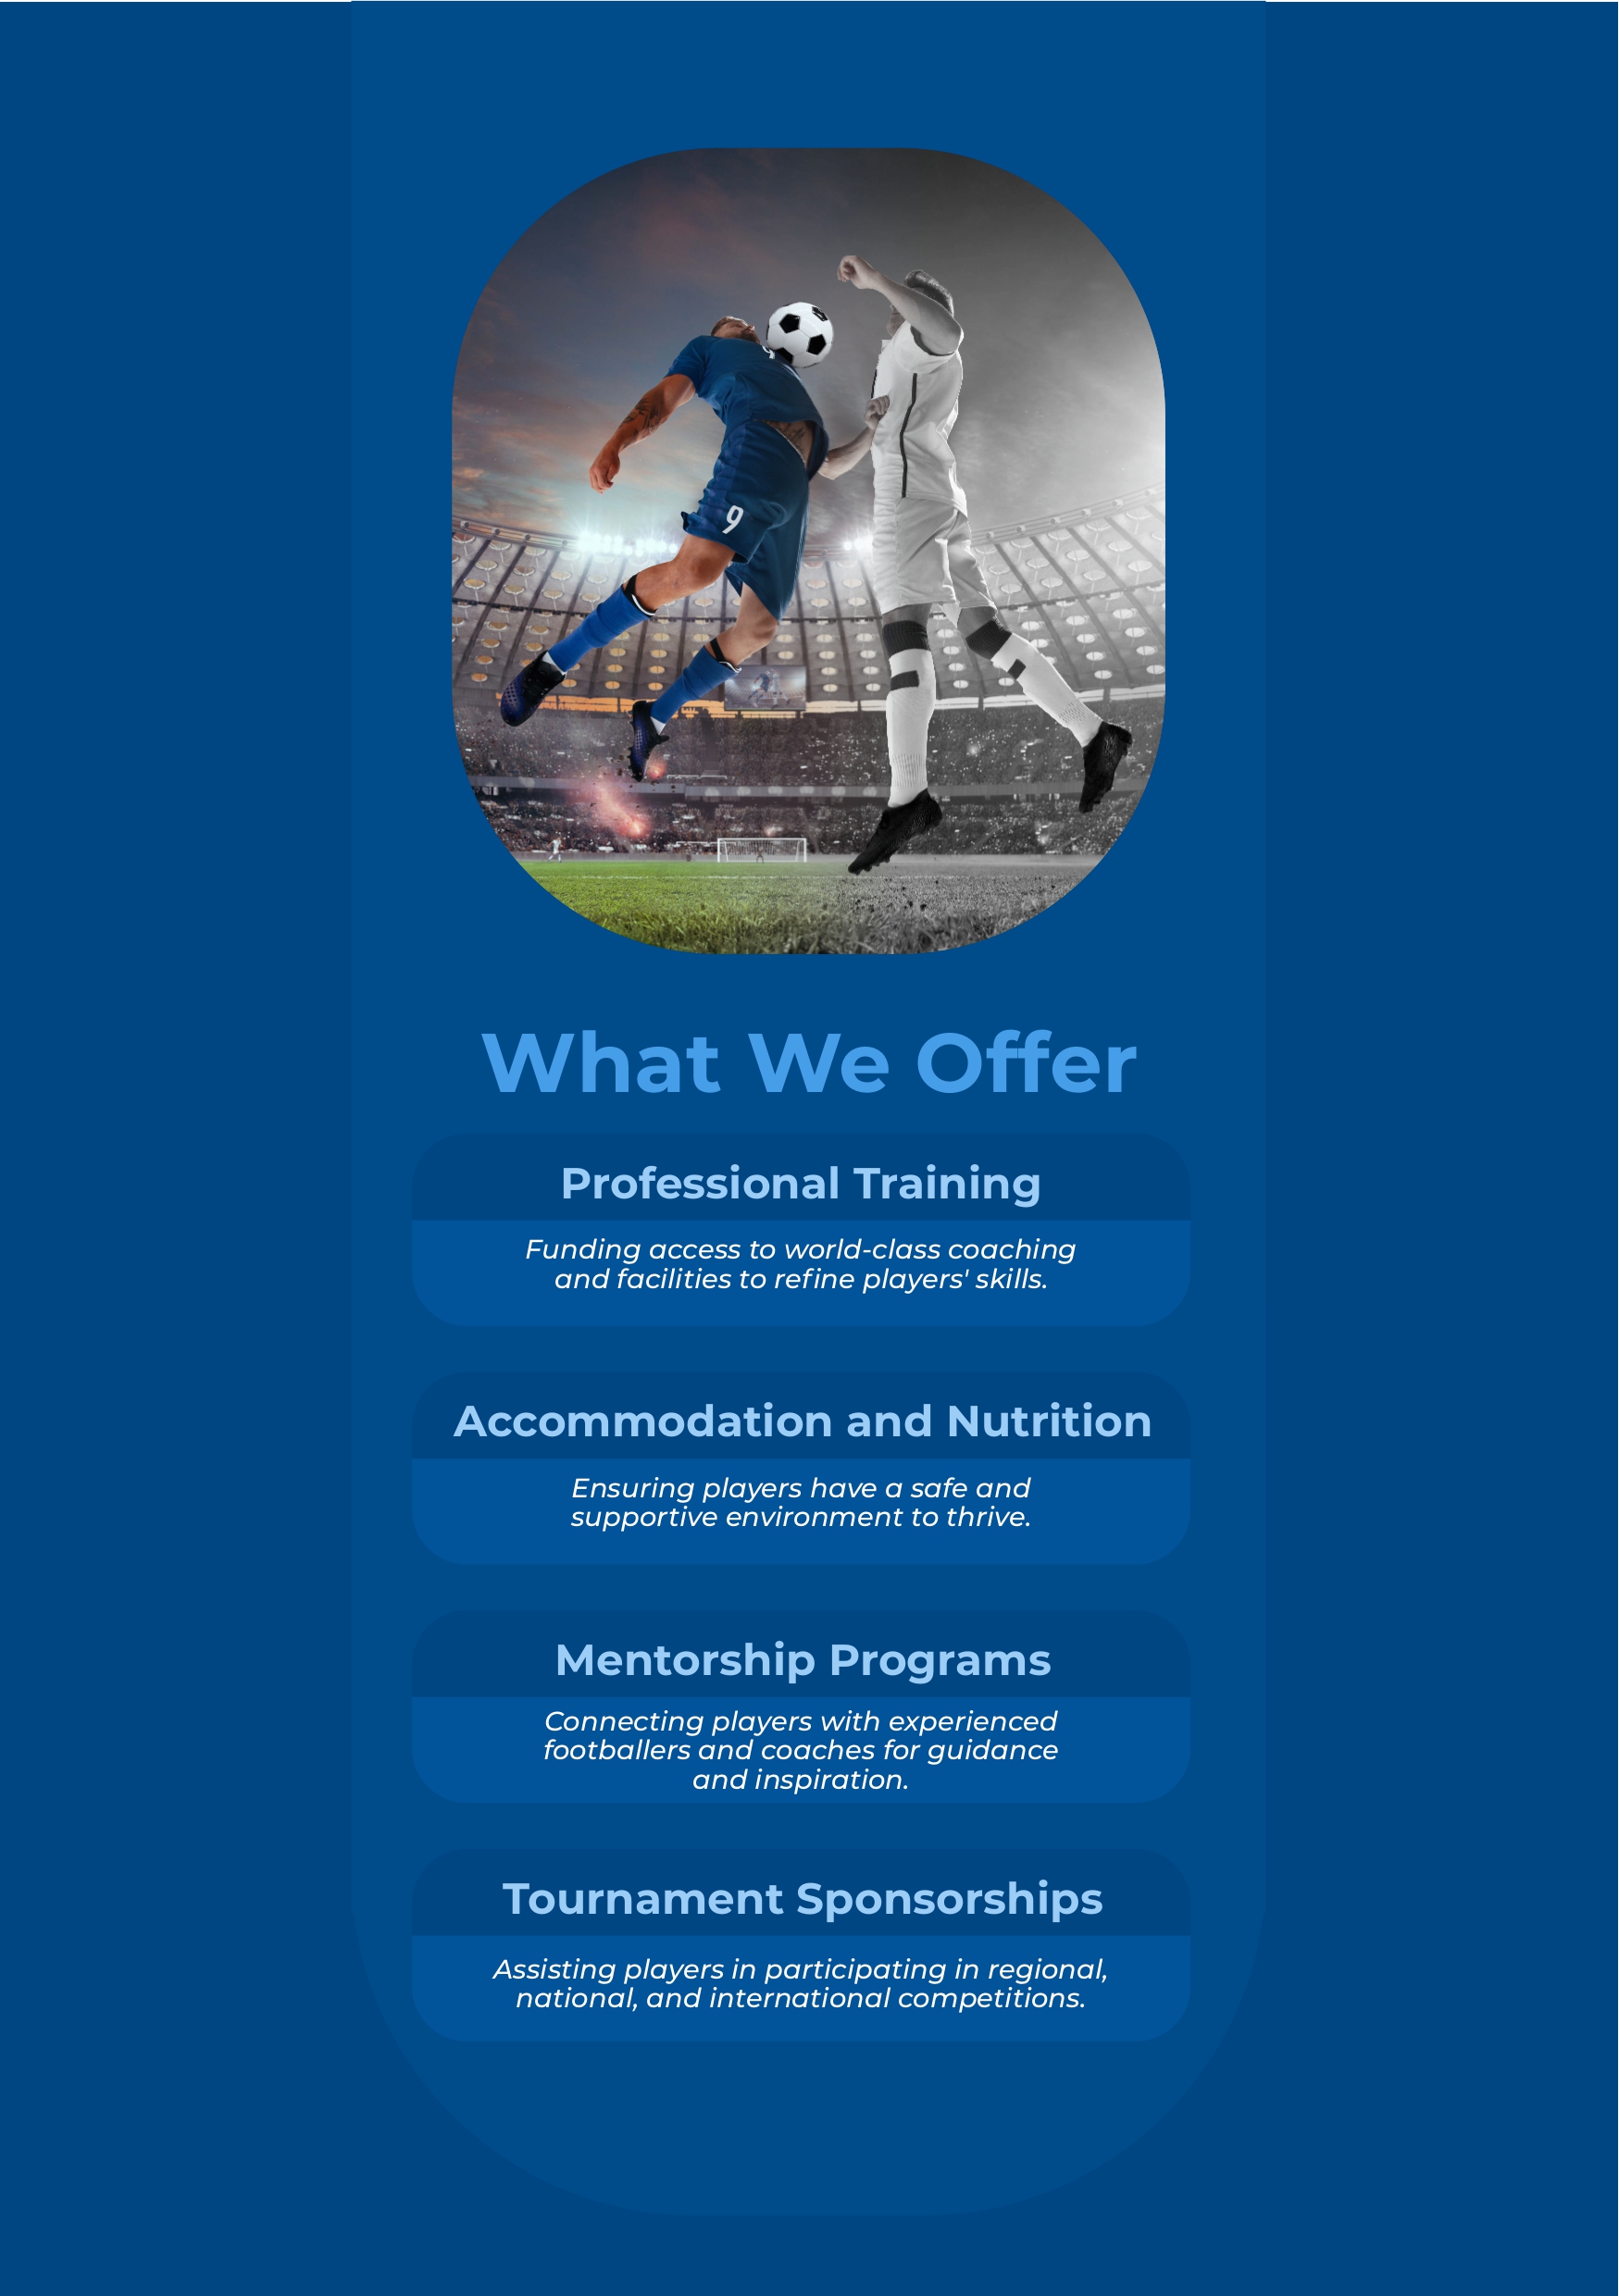 9
What We Offer
Professional Training
Funding access to world-class coaching
and facilities to refine players' skills.
Accommodation and Nutrition
Ensuring players have a safe and
supportive environment to thrive.
Mentorship Programs
Connecting players with experienced
footballers and coaches for guidance
and inspiration.
Tournament Sponsorships
Assisting players in participating in regional,
national, and international competitions.